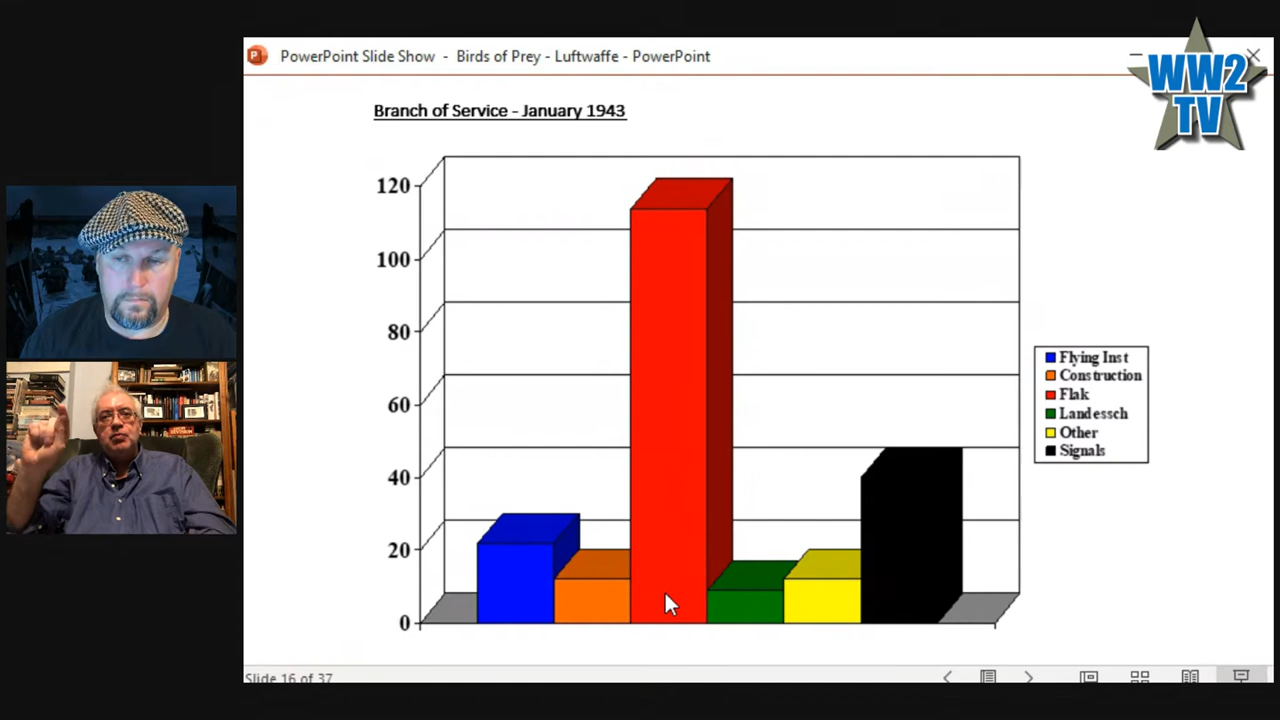 PowerPoint Slide Show - Birds of Prey - Luftwaffe - PowerPoint
WW2
TV
Branch of Service - January 1943
120
100
80
60
40
20
0
Flying Inst
Construction
Flak
Landessch
Other
Signals
Slide 16 of 37